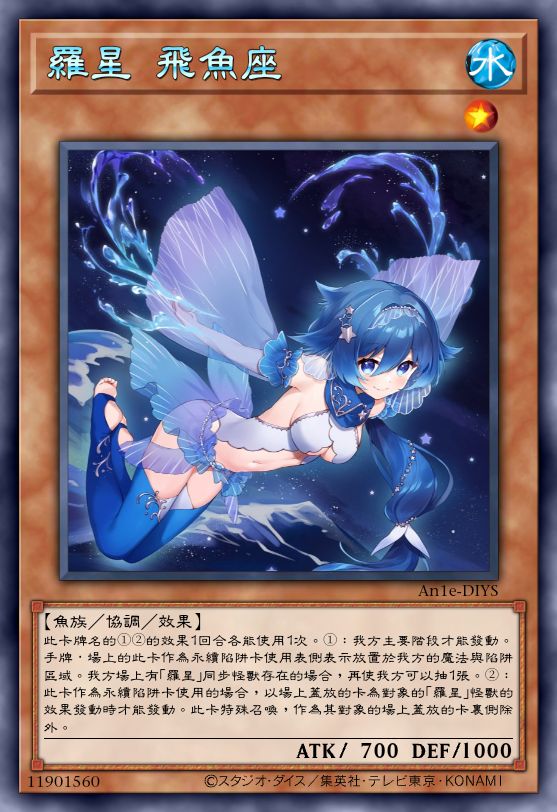 羅星 飛魚座
水
An1e-DIYS
【魚族／協調／效果】
此卡牌名的①②的效果1回合各能使用1次。①：我方主要階段才能發動。
手牌・場上的此卡作為永續陷阱卡使用表側表示放置於我方的魔法與陷阱
區域。我方場上有「羅星」同步怪獸存在的場合，再使我方可以抽1張。②：
此卡作為永續陷阱卡使用的場合，以場上蓋放的卡為對象的「羅星」怪獸的
效果發動時才能發動。此卡特殊召喚，作為其對象的場上蓋放的卡裏側除
外。
ATK/ 700 DEF/1000
11901560 ©スタジオ・ダイス／集英社・テレビ東京・KONAMI